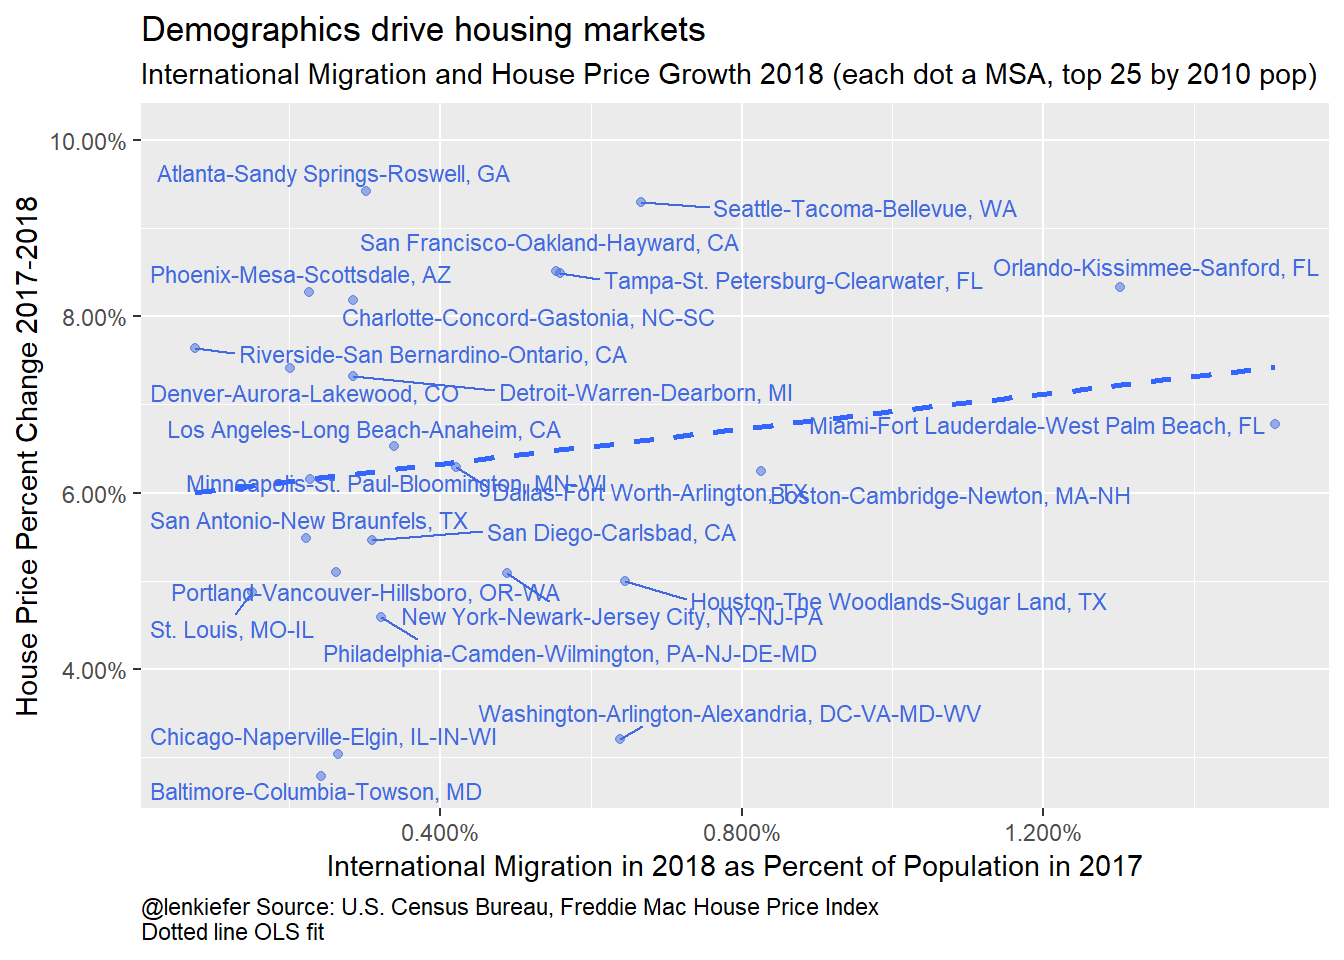 Demographics drive housing markets
International Migration and House Price Growth 2018 (each dot a MSA, top 25 by 2010 pop)
House Price Percent Change 2017-2018
10.00%
8.00%
6.00%
4.00%
Atlanta-Sandy Springs-Roswell, GA
Seattle-Tacoma-Bellevue, WA
San Francisco-Oakland-Hayward, CA
Phoenix-Mesa-Scottsdale, AZ
Tampa-St. Petersburg-Clearwater, FL
Orlando-Kissimmee-Sanford, FL
Charlotte-Concord-Gastonia, NC-SC
Riverside-San Bernardino-Ontario, CA
Denver-Aurora-Lakewood, CO
Detroit-Warren-Dearborn, MI
Los Angeles-Long Beach-Anaheim, CA
Miami-Fort Lauderdale-West Palm Beach, FL
Minneapolis-St. Paul-Bloomington, MN-WI
Dallas-Fort Worth-Arlington, TX
Boston-Cambridge-Newton, MA-NH
San Antonio-New Braunfels, TX
San Diego-Carlsbad, CA
Portland-Vancouver-Hillsboro, OR-WA
Houston-The Woodlands-Sugar Land, TX
New York-Newark-Jersey City, NY-NJ-PA
St. Louis, MO-IL
Philadelphia-Camden-Wilmington, PA-NJ-DE-MD
Washington-Arlington-Alexandria, DC-VA-MD-WV
Chicago-Naperville-Elgin, IL-IN-WI
Baltimore-Columbia-Towson, MD
0.400%
0.800%
1.200%
International Migration in 2018 as Percent of Population in 2017
@lenkiefer Source: U.S. Census Bureau, Freddie Mac House Price Index
Dotted line OLS fit